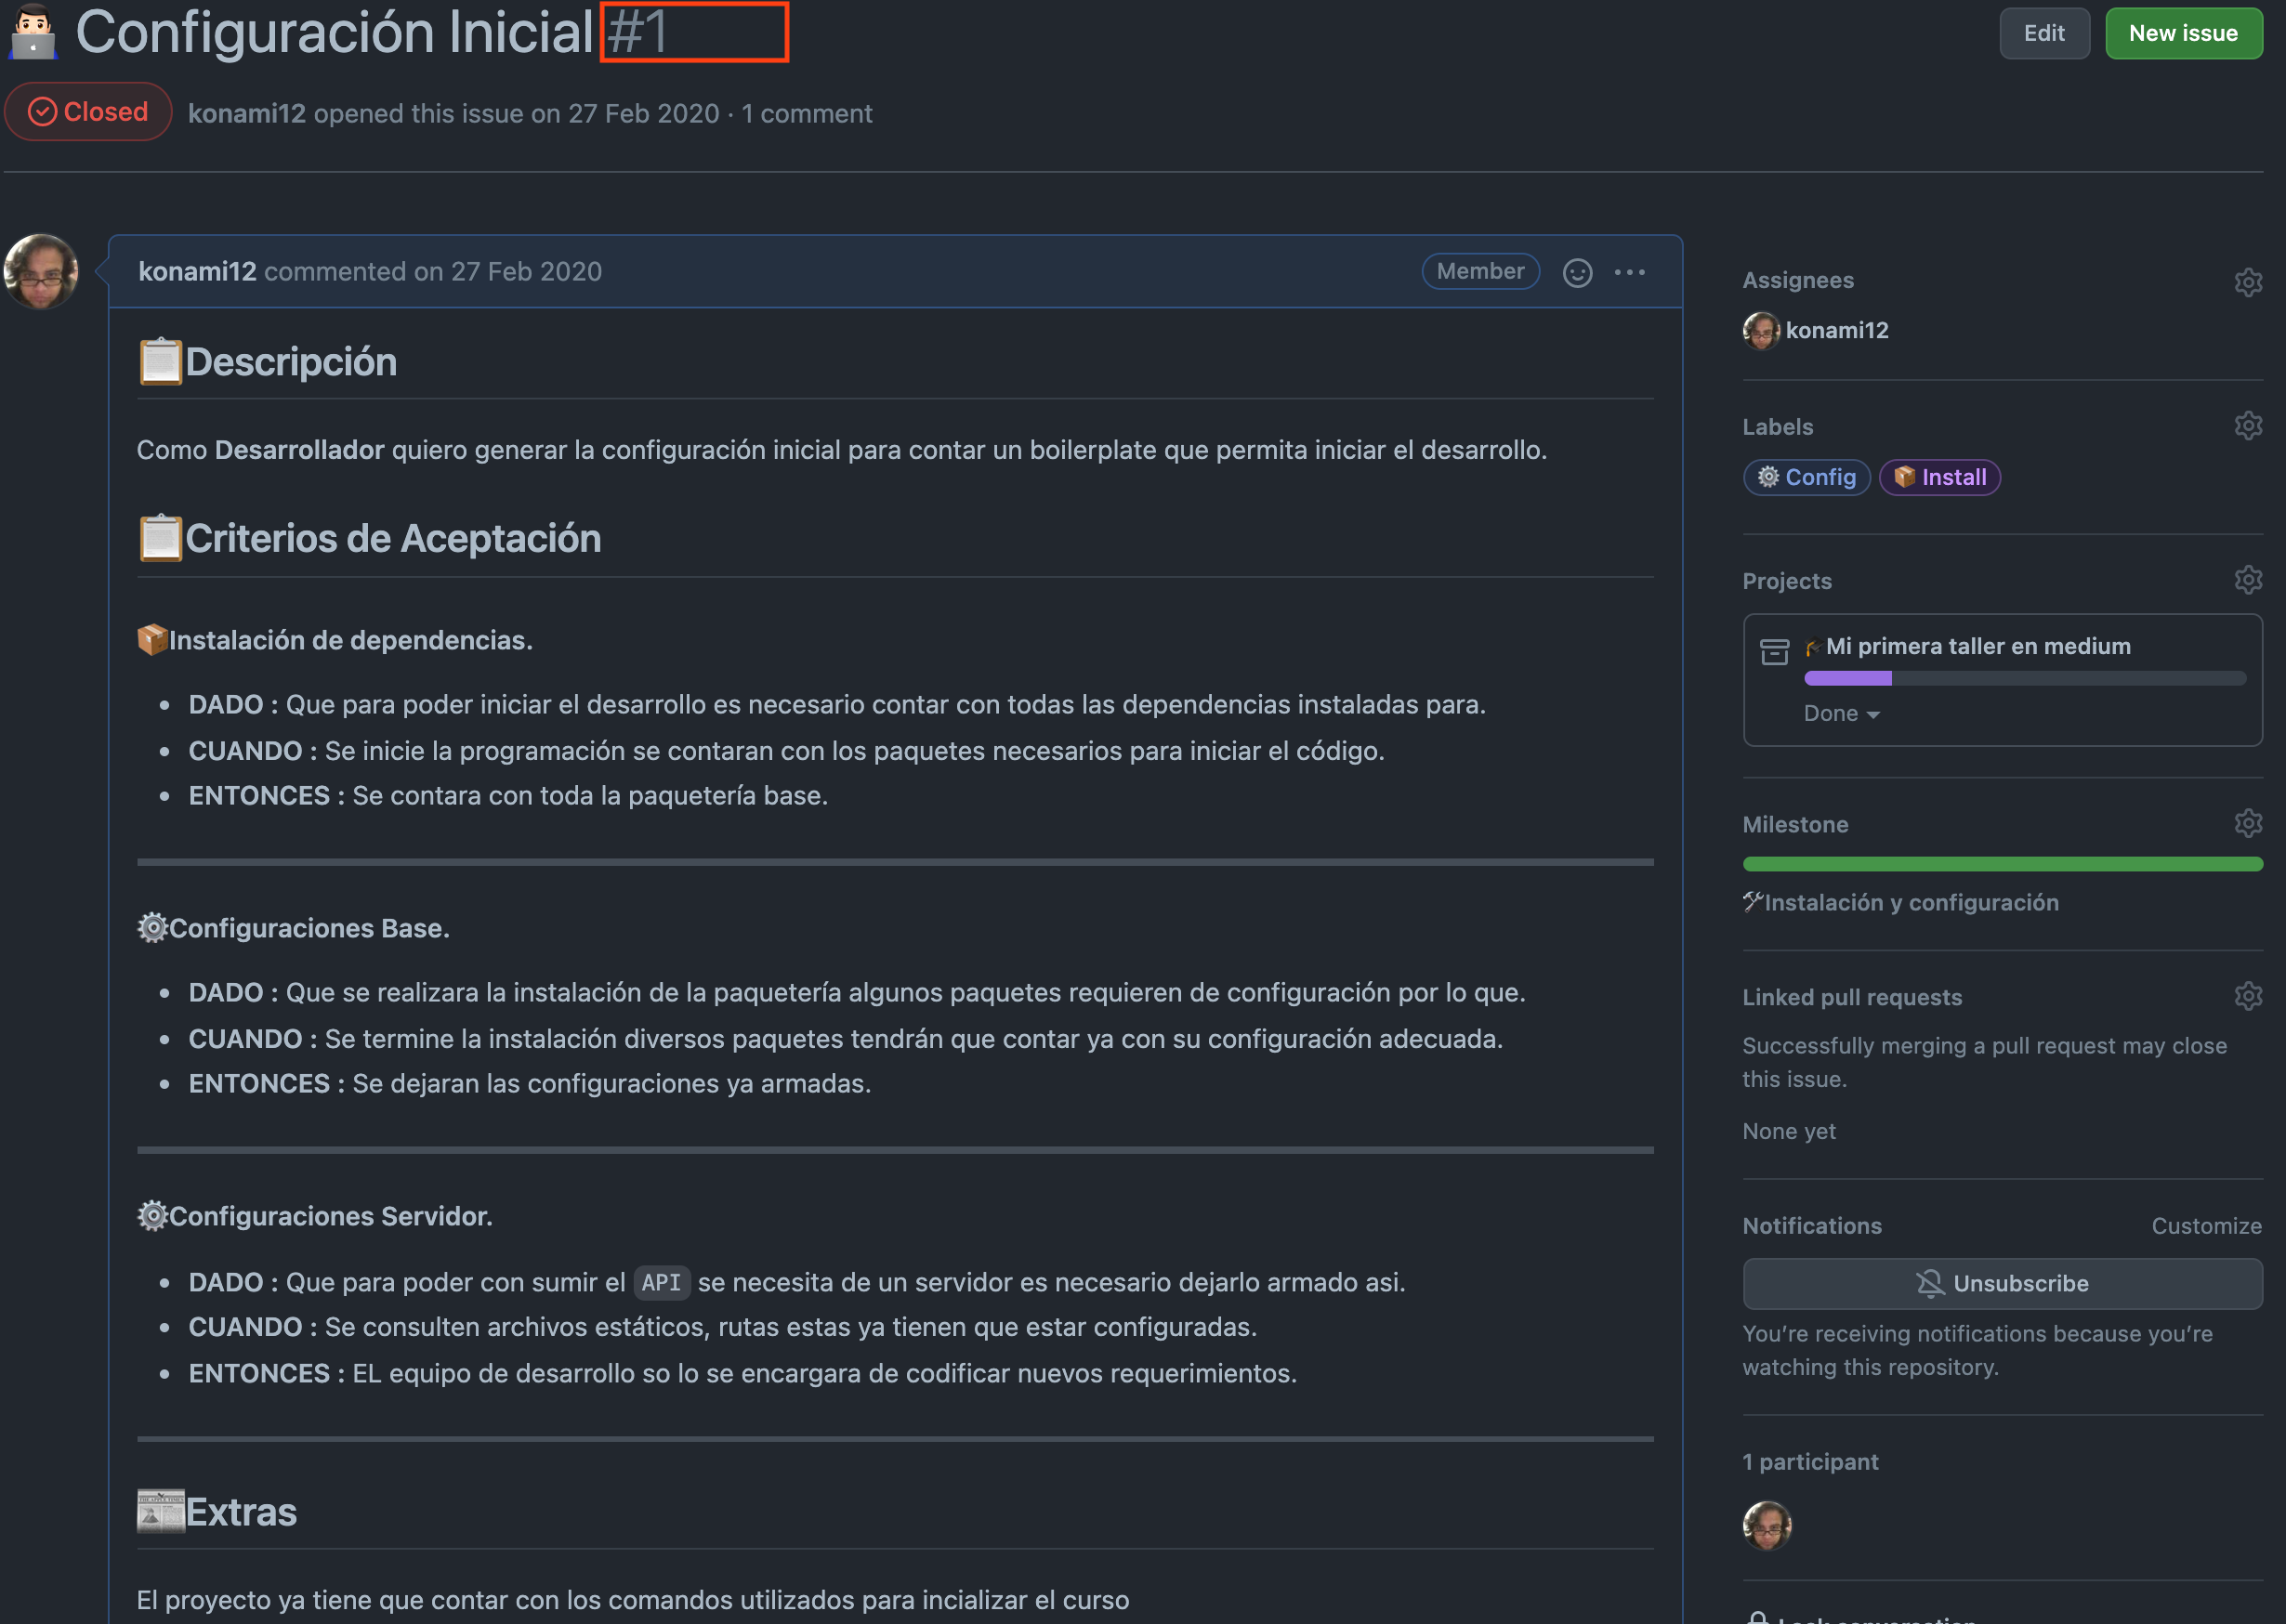 Configuración Inicial #1
Edit
New issue
Closed
konami12 opened this issue on 27 Feb 2020 · 1 comment
konami12 commented on 27 Feb 2020
Member
Descripción
Como Desarrollador quiero generar la configuración inicial para contar un boilerplate que permita iniciar el desarrollo.
Criterios de Aceptación
Instalación de dependencias.
DADO : Que para poder iniciar el desarrollo es necesario contar con todas las dependencias instaladas para.
CUANDO : Se inicie la programación se contaran con los paquetes necesarios para iniciar el código.
ENTONCES : Se contara con toda la paquetería base.
Configuraciones Base.
DADO : Que se realizara la instalación de la paquetería algunos paquetes requieren de configuración por lo que.
CUANDO : Se termine la instalación diversos paquetes tendrán que contar ya con su configuración adecuada.
ENTONCES : Se dejaran las configuraciones ya armadas.
Configuraciones Servidor.
DADO : Que para poder con sumir el API se necesita de un servidor es necesario dejarlo armado asi.
CUANDO : Se consulten archivos estáticos, rutas estas ya tienen que estar configuradas.
ENTONCES : EL equipo de desarrollo so lo se encargara de codificar nuevos requerimientos.
Extras
El proyecto ya tiene que contar con los comandos utilizados para incializar el curso
Assignees
konami12
Labels
Config
Install
Projects
Mi primera taller en medium
Done
Milestone
Instalación y configuración
Linked pull requests
Successfully merging a pull request may close
this issue.
None yet
Notifications
Customize
Unsubscribe
You’re receiving notifications because you’re
watching this repository.
1 participant
Lock conversation